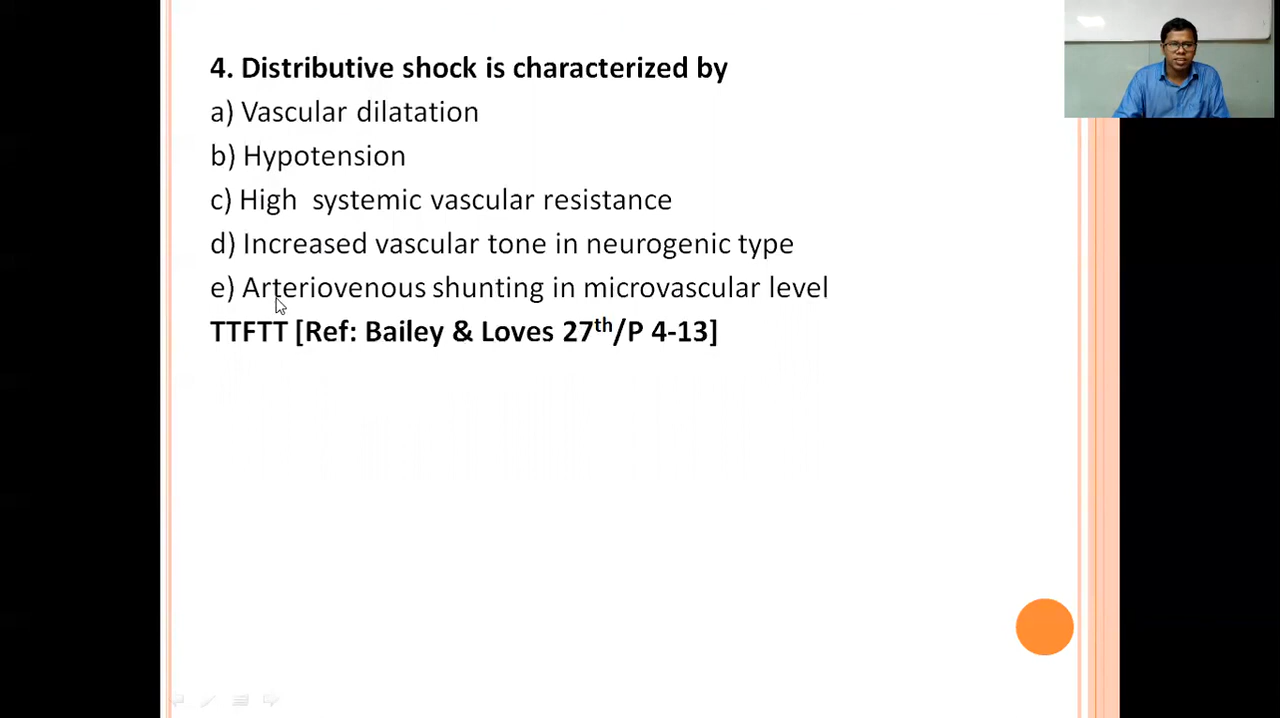 4. Distributive shock is characterized by
a) Vascular dilatation
b) Hypotension
c) High systemic vascular resistance
d) Increased vascular tone in neurogenic type
e) Arteriovenous shunting in microvascular level
TTFTT [Ref: Bailey & Loves 27th/P 4-13]